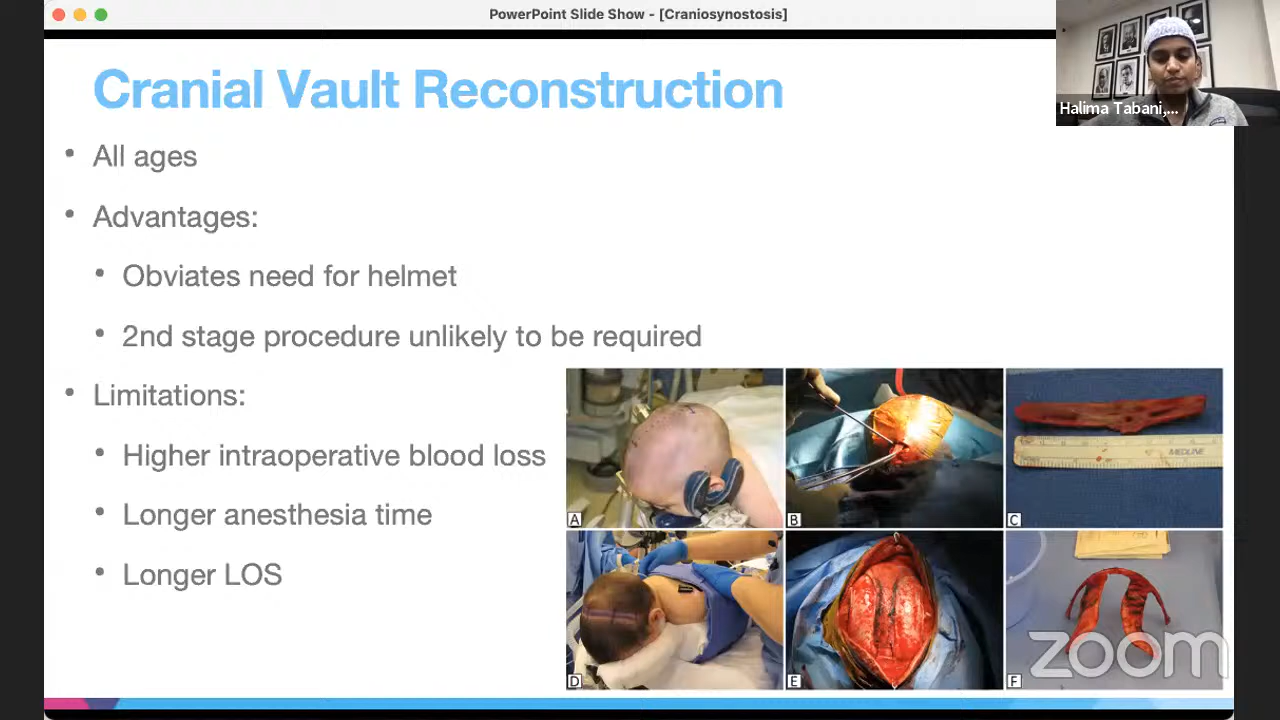 PowerPoint Slide Show - [Craniosynostosis]
Halima Tabani,...
Cranial Vault Reconstruction
• All ages
• Advantages:
• Obviates need for helmet
• 2nd stage procedure unlikely to be required
• Limitations:
• Higher intraoperative blood loss
• Longer anesthesia time
• Longer LOS
A
B
C
MEDLINE
D
E
F
zoom